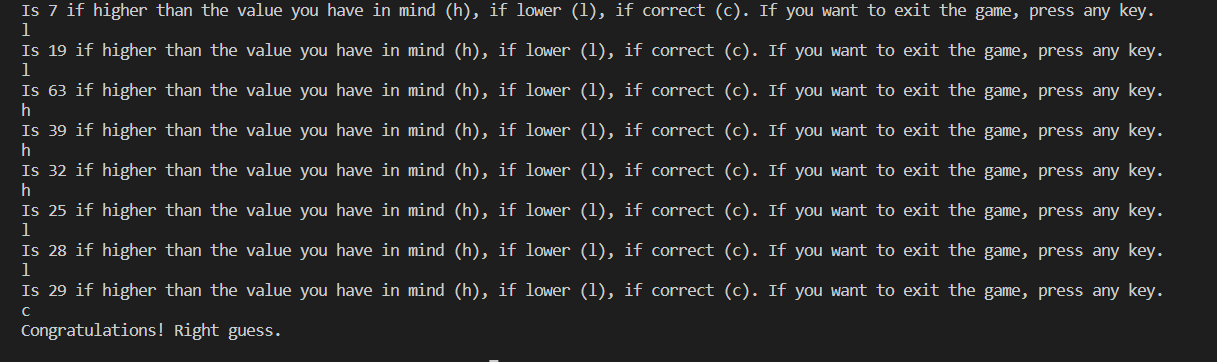 Is 7 if higher than the value you have in mind (h), if lower (l), if correct (c). If you want to exit the game, press any key.
l
Is 19 if higher than the value you have in mind (h), if lower (l), if correct (c). If you want to exit the game, press any key.
l
Is 63 if higher than the value you have in mind (h), if lower (l), if correct (c). If you want to exit the game, press any key.
h
Is 39 if higher than the value you have in mind (h), if lower (l), if correct (c). If you want to exit the game, press any key.
h
Is 32 if higher than the value you have in mind (h), if lower (l), if correct (c). If you want to exit the game, press any key.
h
Is 25 if higher than the value you have in mind (h), if lower (l), if correct (c). If you want to exit the game, press any key.
l
Is 28 if higher than the value you have in mind (h), if lower (l), if correct (c). If you want to exit the game, press any key.
l
Is 29 if higher than the value you have in mind (h), if lower (l), if correct (c). If you want to exit the game, press any key.
c
Congratulations! Right guess.